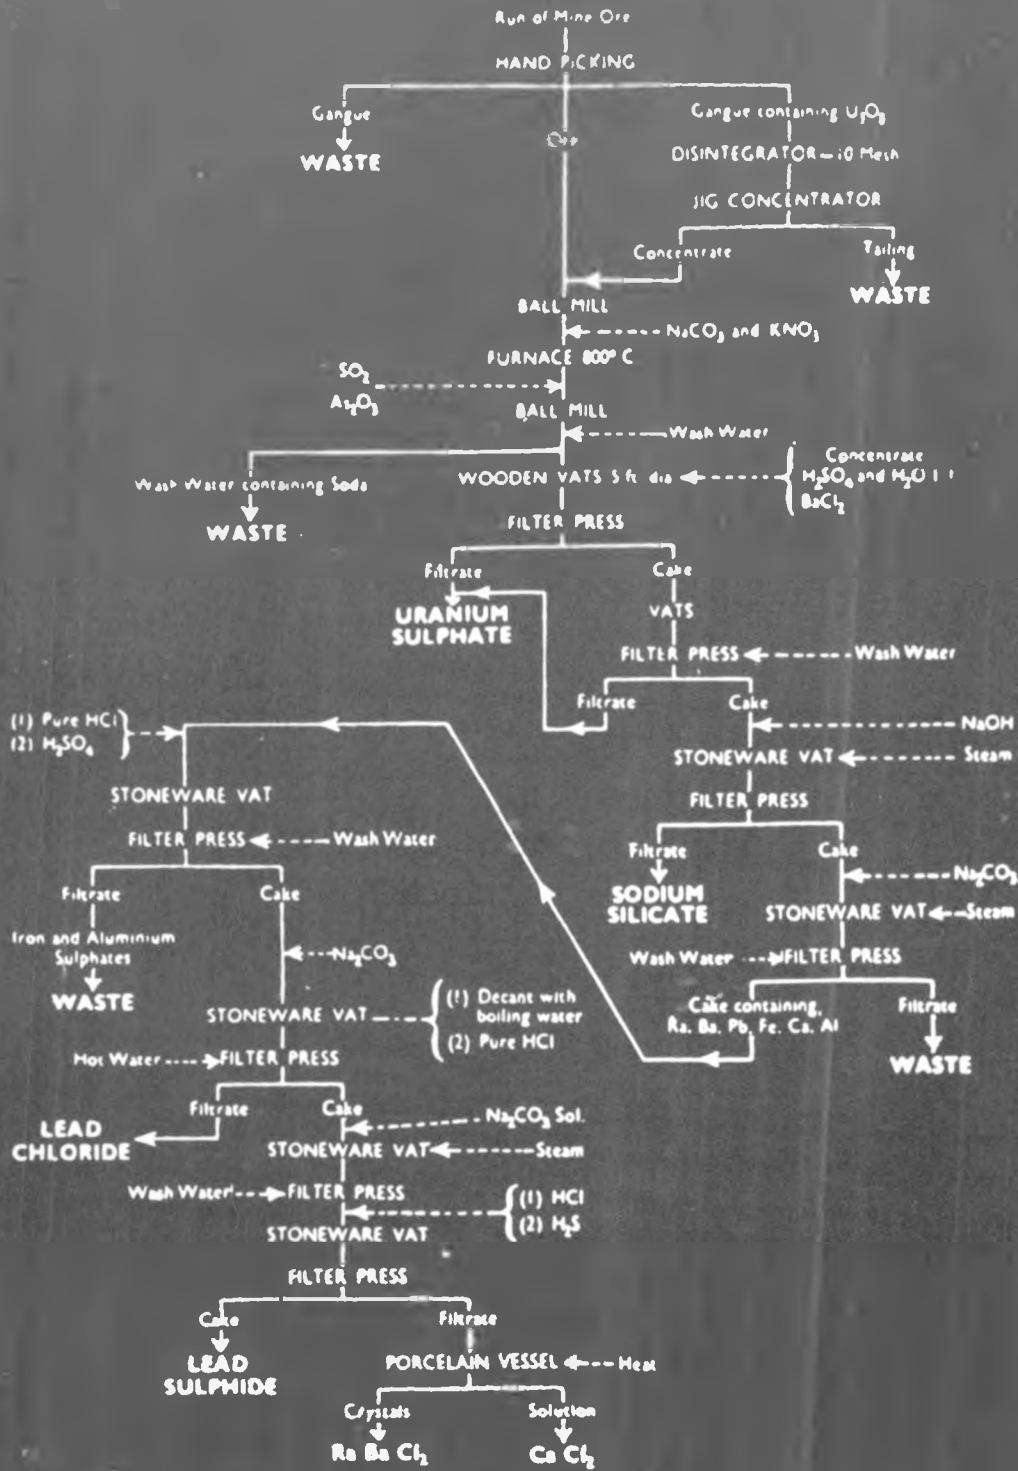 Run of Mine Ore
HAND PICKING
Gangue
WASTE
Ore
Gangue containing U₃O₈
DISINTEGRATOR—10 Mesh
JIG CONCENTRATOR
Concentrate
Tailing
WASTE
BALL MILL
NaCO₃ and KNO₃
FURNACE 800° C
SO₂
As₂O₃
BALL MILL
Wash Water
Wash Water containing Soda
WASTE
WOODEN VATS 5 ft. dia
Concentrate
H₂SO₄ and H₂O 1 1
BaCl₂
FILTER PRESS
Filtrate
URANIUM
SULPHATE
Cake
VATS
FILTER PRESS
Wash Water
Filtrate
Cake
NaOH
STONEWARE VAT
Steam
FILTER PRESS
Filtrate
SODIUM
SILICATE
Cake
Na₂CO₃
STONEWARE VAT
Steam
Wash Water
FILTER PRESS
Cake containing,
Ra, Ba, Pb, Fe, Ca, Al
Filtrate
WASTE
(1) Pure HCl
(2) H₂SO₄
STONEWARE VAT
FILTER PRESS
Wash Water
Filtrate
Iron and Aluminium
Sulphates
WASTE
Cake
Na₂CO₃
STONEWARE VAT
(1) Decant with
boiling water
(2) Pure HCl
Hot Water
FILTER PRESS
Filtrate
LEAD
CHLORIDE
Cake
Na₂CO₃ Sol.
STONEWARE VAT
Steam
Wash Water
FILTER PRESS
(1) HCl
(2) H₂S
STONEWARE VAT
FILTER PRESS
Cake
LEAD
SULPHIDE
Filtrate
PORCELAIN VESSEL
Heat
Crystals
Ra Ba Cl₂
Solution
Ca Cl₂